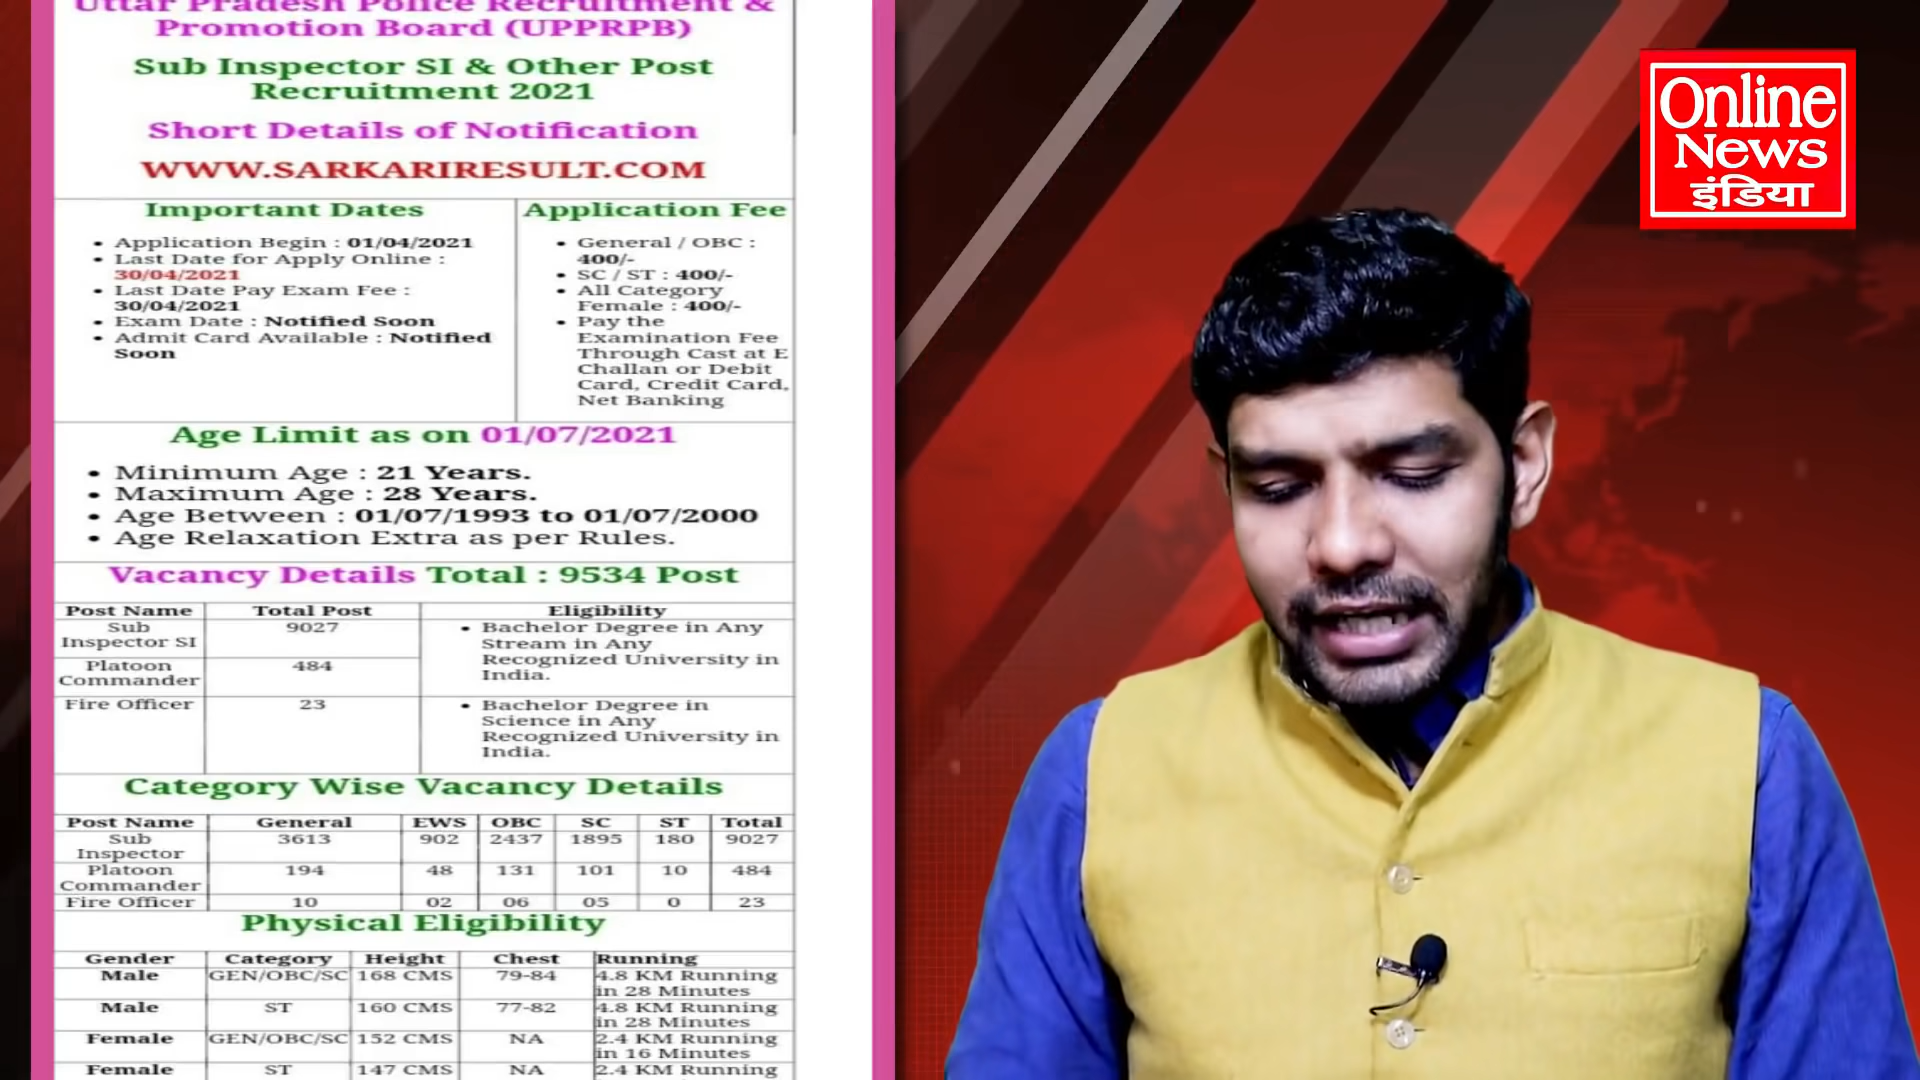 Uttar Pradesh Police Recruitment &
Promotion Board (UPPRPB)
Sub Inspector SI & Other Post
Recruitment 2021
Short Details of Notification
WWW.SARKARIRESULT.COM
Important Dates
Application Begin : 01/04/2021
Last Date for Apply Online :
30/04/2021
Last Date Pay Exam Fee :
30/04/2021
Exam Date : Notified Soon
Admit Card Available : Notified
Soon
Application Fee
General / OBC :
400/-
SC / ST : 400/-
All Category
Female : 400/-
Pay the
Examination Fee
Through Cast at E
Challan or Debit
Card, Credit Card,
Net Banking
Age Limit as on 01/07/2021
Minimum Age : 21 Years.
Maximum Age : 28 Years.
Age Between : 01/07/1993 to 01/07/2000
Age Relaxation Extra as per Rules.
Vacancy Details Total : 9534 Post
Post Name Total Post Eligibility
Sub
Inspector SI
9027
Platoon
Commander
484
Bachelor Degree in Any
Stream in Any
Recognized University in
India.
Fire Officer
23
Bachelor Degree in
Science in Any
Recognized University in
India.
Category Wise Vacancy Details
Post Name General EWS OBC SC ST Total
Sub
Inspector
3613 902 2437 1895 180 9027
Platoon
Commander
194 48 131 101 10 484
Fire Officer 10 02 06 05 0 23
Physical Eligibility
Gender Category Height Chest Running
Male GEN/OBC/SC 168 CMS 79-84 4.8 KM Running
in 28 Minutes
Male ST 160 CMS 77-82 4.8 KM Running
in 28 Minutes
Female GEN/OBC/SC 152 CMS NA 2.4 KM Running
in 16 Minutes
Female ST 147 CMS NA 2.4 KM Running
Online
News
इंडिया